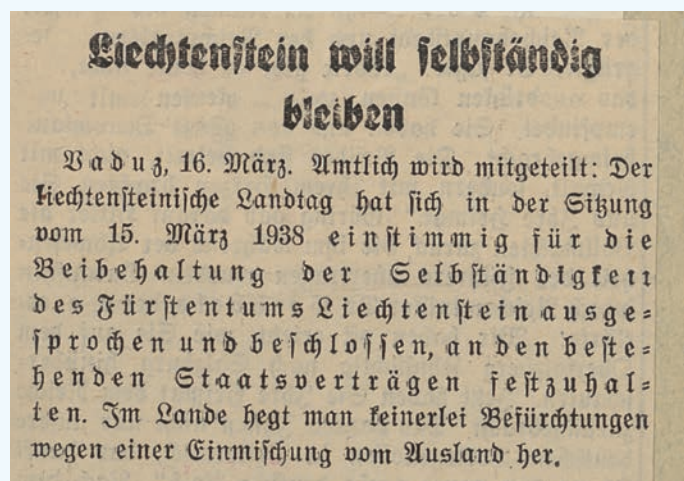 Liechtenstein will selbständig
bleiben
Vaduz, 16. März. Amtlich wird mitgeteilt: Der
liechtensteinische Landtag hat sich in der Sitzung
vom 15. März 1938 einstimmig für die
Beibehaltung der Selbständigkeit
des Fürstentums Liechtenstein ausge-
sprochen und beschlossen, an den beste-
henden Staatsverträgen festzuhal-
ten. Im Lande hegt man keinerlei Befürchtungen
wegen einer Einmischung vom Ausland her.